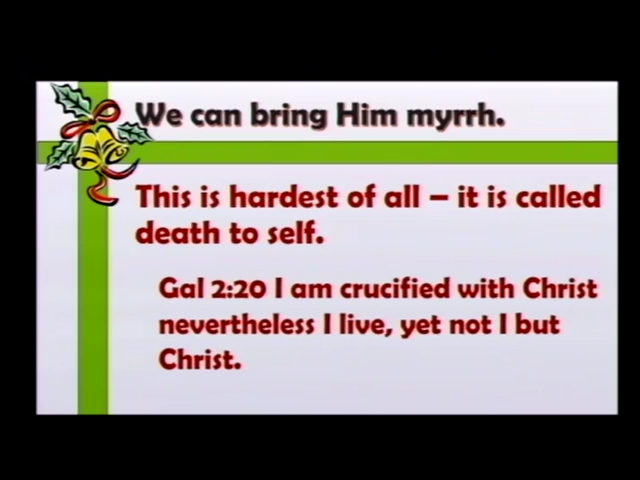 We can bring Him myrrh.
This is hardest of all – it is called
death to self.
Gal 2:20 I am crucified with Christ
nevertheless I live, yet not I but
Christ.